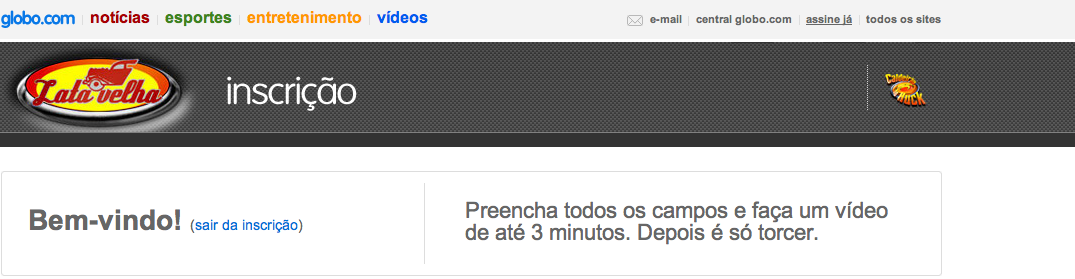 globo.com notícias esportes entretenimento vídeos e-mail central globo.com assine já todos os sites
Lata velha inscrição Caldeirão do Huck
Bem-vindo! (sair da inscrição)
Preencha todos os campos e faça um vídeo
de até 3 minutos. Depois é só torcer.